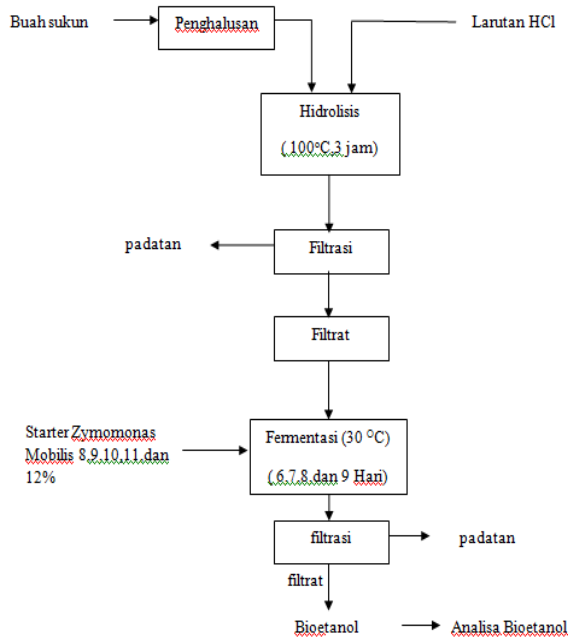 Buah sukun
Penghalusan
Larutan HCl
Hidrolisis
( 100°C,3 jam)
padatan
Filtrasi
Filtrat
Starter Zymomonas
Mobilis 8,9,10,11,dan
12%
Fermentasi (30 °C)
( 6,7,8,dan 9 Hari)
filtrasi
padatan
filtrat
Bioetanol
Analisa Bioetanol